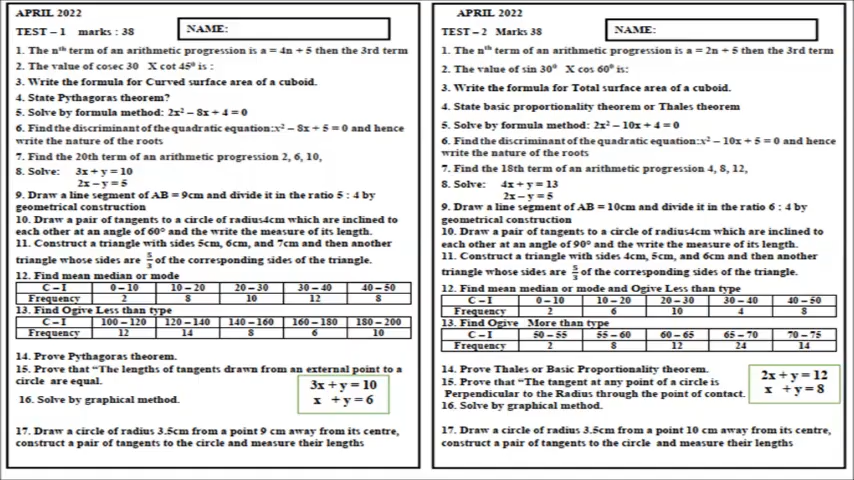 APRIL 2022
TEST – 1 marks : 38 NAME:
1. The nᵗʰ term of an arithmetic progression is a = 4n + 5 then the 3rd term
2. The value of cosec 30 X cot 45⁰ is :
3. Write the formula for Curved surface area of a cuboid.
4. State Pythagoras theorem?
5. Solve by formula method: 2x² – 8x + 4 = 0
6. Find the discriminant of the quadratic equation:x² – 8x + 5 = 0 and hence
write the nature of the roots
7. Find the 20th term of an arithmetic progression 2, 6, 10,
8. Solve: 3x + y = 10
2x – y = 5
9. Draw a line segment of AB = 9cm and divide it in the ratio 5 : 4 by
geometrical construction
10. Draw a pair of tangents to a circle of radius4cm which are inclined to
each other at an angle of 60⁰ and the write the measure of its length.
11. Construct a triangle with sides 5cm, 6cm, and 7cm and then another
triangle whose sides are 5/3 of the corresponding sides of the triangle.
12. Find mean median or mode
C – I 0 – 10 10 – 20 20 – 30 30 – 40 40 – 50
Frequency 2 8 10 12 8
13. Find Ogive Less than type
C – I 100 –120 120 –140 140 –160 160 –180 180 –200
Frequency 12 14 8 6 10
14. Prove Pythagoras theorem.
15. Prove that “The lengths of tangents drawn from an external point to a
circle are equal.
16. Solve by graphical method.
3x + y = 10
x + y = 6
17. Draw a circle of radius 3.5cm from a point 9 cm away from its centre,
construct a pair of tangents to the circle and measure their lengths
APRIL 2022
TEST – 2 Marks 38 NAME:
1. The nᵗʰ term of an arithmetic progression is a = 2n + 5 then the 3rd term
2. The value of sin 30⁰ X cos 60⁰ is:
3. Write the formula for Total surface area of a cuboid.
4. State basic proportionality theorem or Thales theorem
5. Solve by formula method: 2x² – 10x + 4 = 0
6. Find the discriminant of the quadratic equation:x² – 10x + 5 = 0 and hence
write the nature of the roots
7. Find the 18th term of an arithmetic progression 4, 8, 12,
8. Solve: 4x + y = 13
2x – y = 5
9. Draw a line segment of AB = 10cm and divide it in the ratio 6 : 4 by
geometrical construction
10. Draw a pair of tangents to a circle of radius4cm which are inclined to
each other at an angle of 90⁰ and the write the measure of its length.
11. Construct a triangle with sides 4cm, 5cm, and 6cm and then another
triangle whose sides are 5/3 of the corresponding sides of the triangle.
12. Find mean median or mode and Ogive Less than type
C – I 0 – 10 10 – 20 20 – 30 30 – 40 40 – 50
Frequency 2 6 10 4 8
13. Find Ogive More than type
C – I 50 – 55 55 – 60 60 – 65 65 – 70 70 – 75
Frequency 2 8 12 24 14
14. Prove Thales or Basic Proportionality theorem.
15. Prove that “The tangent at any point of a circle is
Perpendicular to the Radius through the point of contact.
16. Solve by graphical method.
2x + y = 12
x + y = 8
17. Draw a circle of radius 3.5cm from a point 10 cm away from its centre,
construct a pair of tangents to the circle and measure their lengths